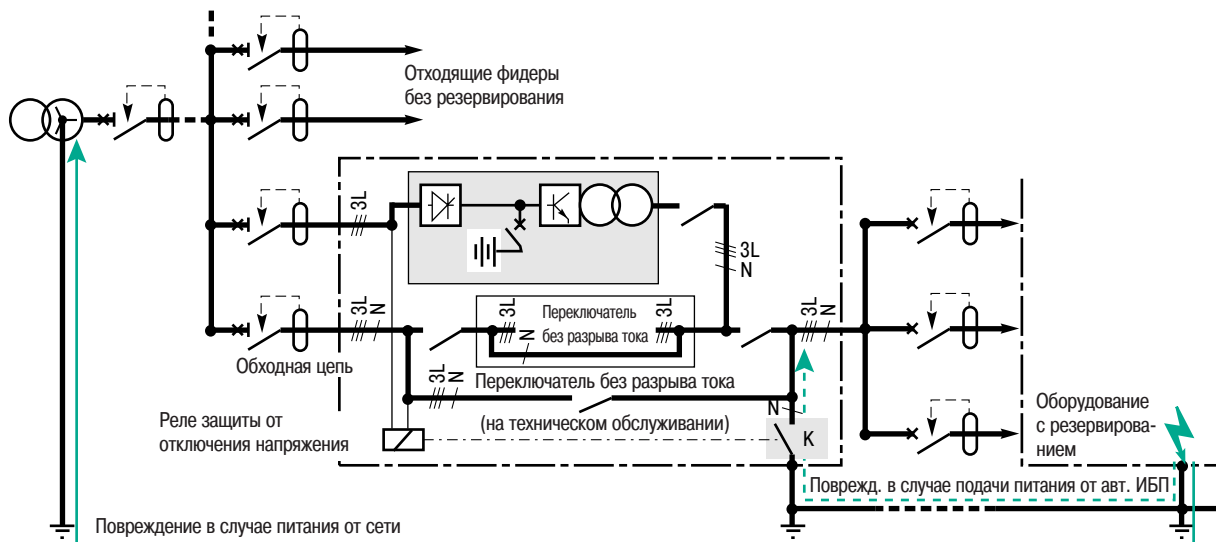 Отходящие фидеры
без резервирования
3L
3L
N
3L
N
3L
N
3L
Переключатель
без разрыва тока
3L
N
Обходная цепь
3L
N
Переключатель без разрыва тока
(на техническом обслуживании)
N
K
Реле защиты от
отключения напряжения
Оборудование
с резервирова-
нием
Поврежд. в случае подачи питания от авт. ИБП
Повреждение в случае питания от сети